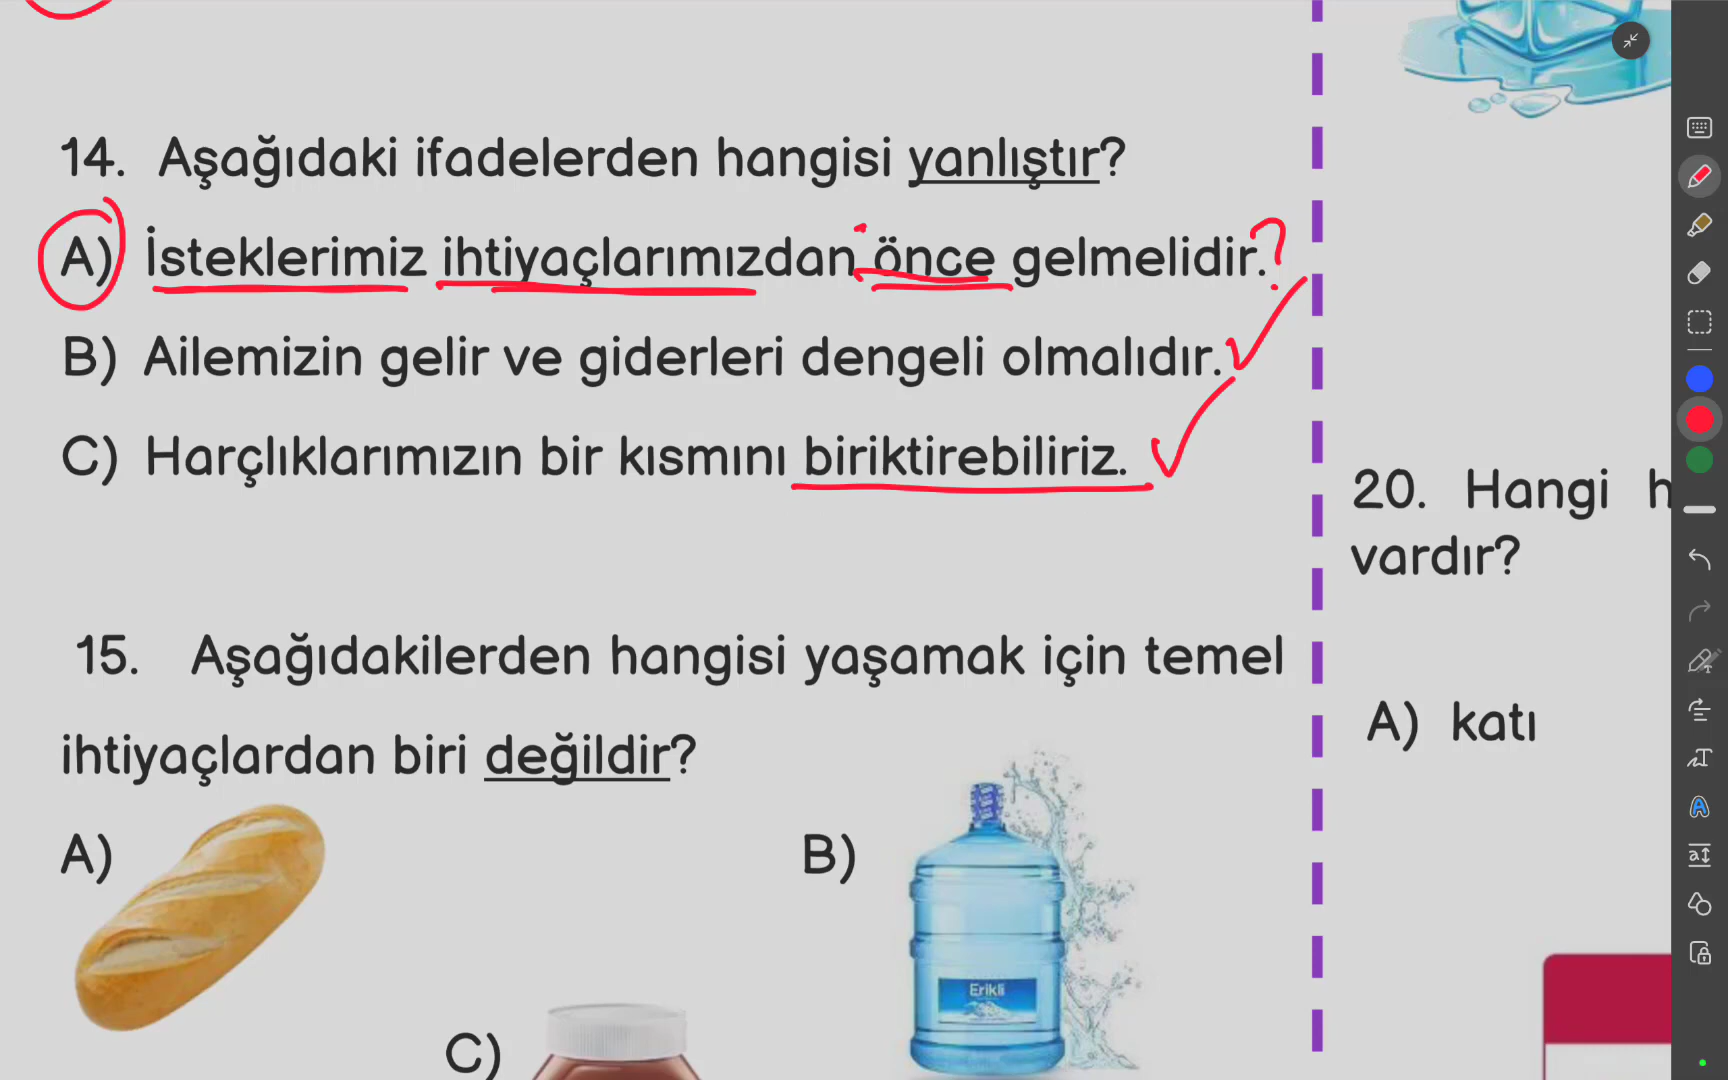 14. Aşağıdaki ifadelerden hangisi yanlıştır?
A) İsteklerimiz ihtiyaçlarımızdan önce gelmelidir.?
B) Ailemizin gelir ve giderleri dengeli olmalıdır.
C) Harçlıklarımızın bir kısmını biriktirebiliriz.
15. Aşağıdakilerden hangisi yaşamak için temel
ihtiyaçlardan biri değildir?
A)
B)
Erikli
C)
20. Hangi h
vardır?
A) katı